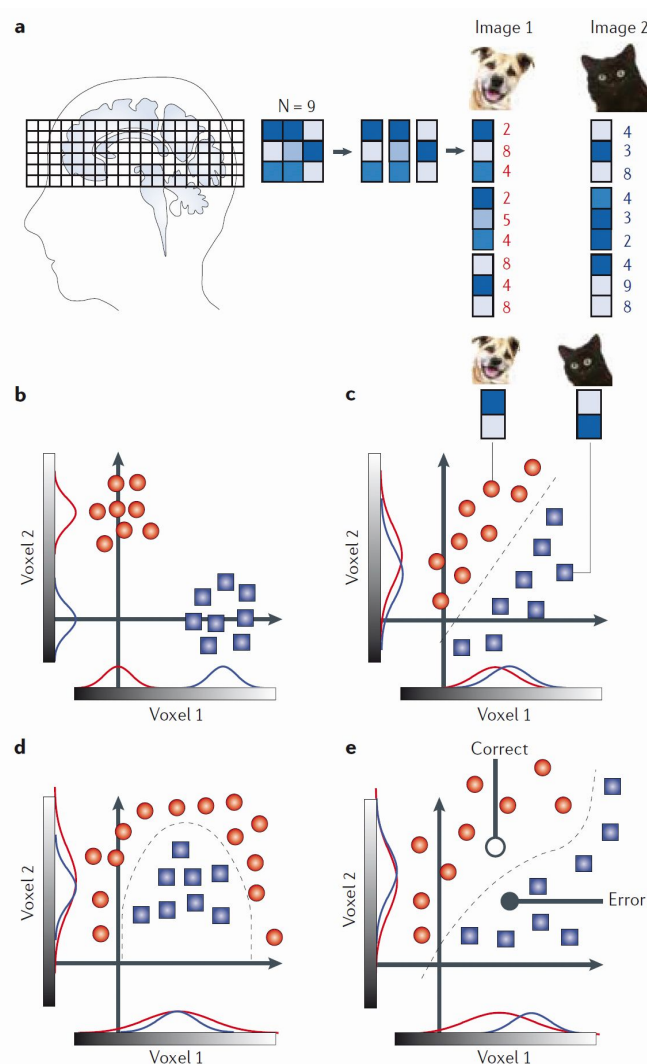 a
Image 1
Image 2
N = 9
2
8
4
2
5
4
8
4
8
4
3
8
4
3
2
4
9
8
b
Voxel 2
Voxel 1
c
Voxel 2
Voxel 1
d
Voxel 2
Voxel 1
e
Correct
Error
Voxel 2
Voxel 1